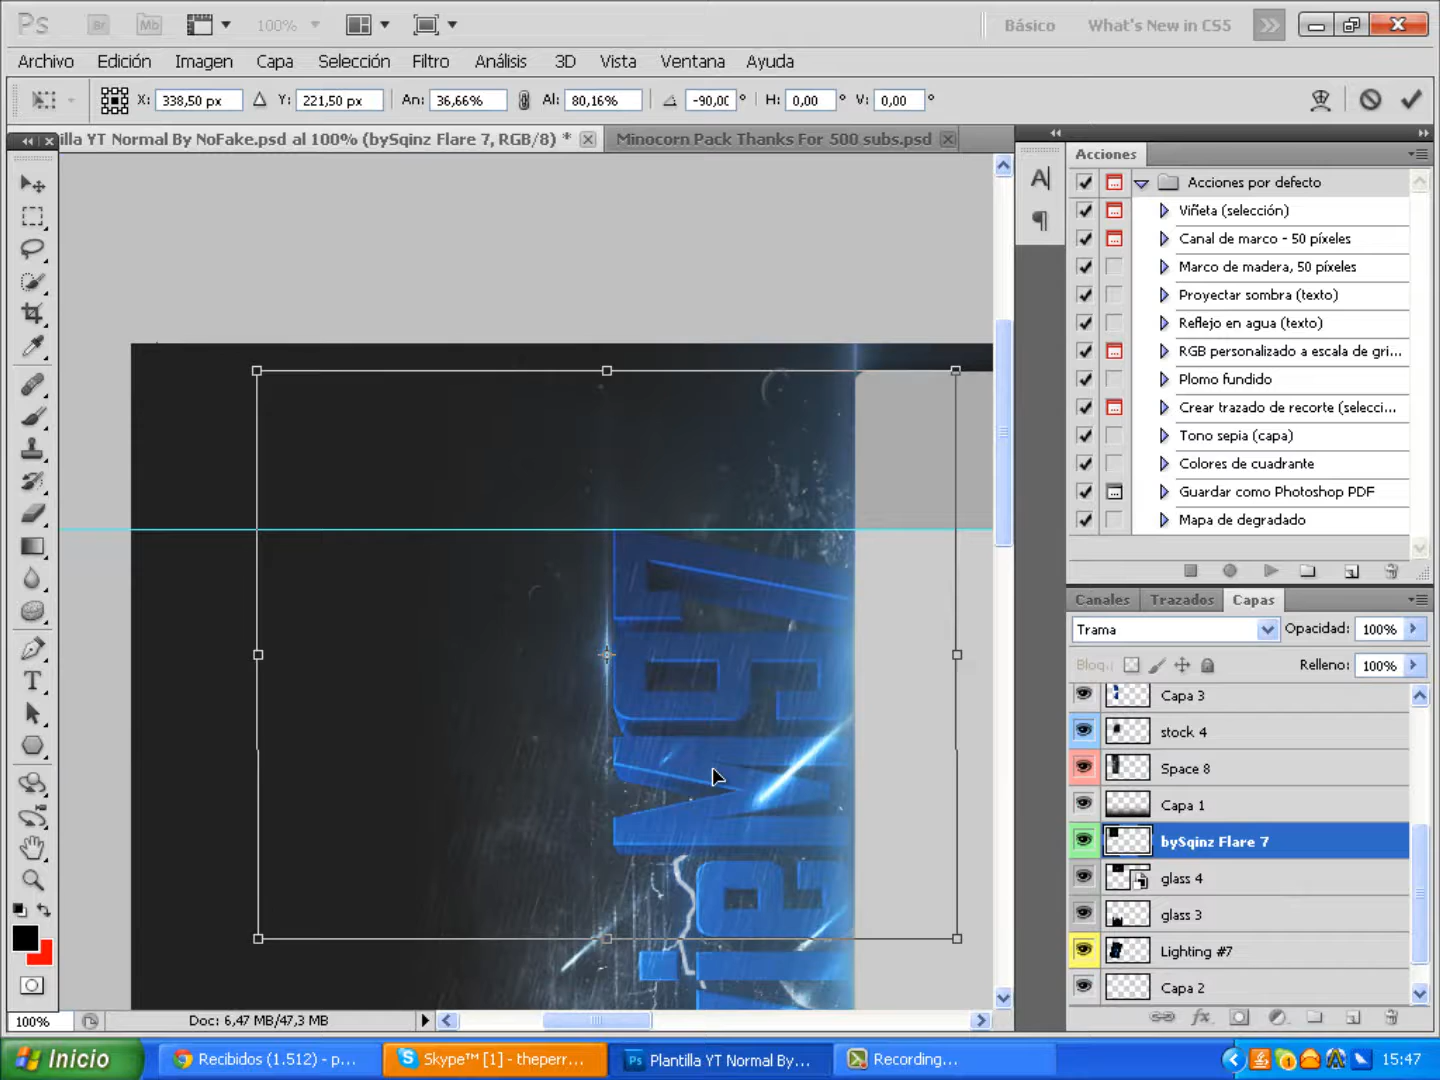 Ps Br Mb 100% Básico What's New in CS5
Archivo Edición Imagen Capa Selección Filtro Análisis 3D Vista Ventana Ayuda
X: 338,50 px Y: 221,50 px An: 36,66% Al: 80,16% -90,00 ° H: 0,00 ° V: 0,00 °
illa YT Normal By NoFake.psd al 100% (bySqinz Flare 7, RGB/8) * Minocorn Pack Thanks For 500 subs.psd
Acciones
Acciones por defecto
Viñeta (selección)
Canal de marco - 50 píxeles
Marco de madera, 50 píxeles
Proyectar sombra (texto)
Reflejo en agua (texto)
RGB personalizado a escala de gri...
Plomo fundido
Crear trazado de recorte (selecci...
Tono sepia (capa)
Colores de cuadrante
Guardar como Photoshop PDF
Mapa de degradado
Canales Trazados Capas
Trama Opacidad: 100%
Bloq.: Relleno: 100%
Capa 3
stock 4
Space 8
Capa 1
bySqinz Flare 7
glass 4
glass 3
Lighting #7
Capa 2
100% Doc: 6,47 MB/47,3 MB
Inicio Recibidos (1.512) - p... Skype™ [1] - theperr... Plantilla YT Normal By... Recording... 15:47